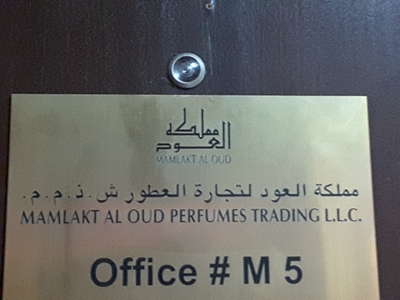 مملكة
العود
MAMLAKT AL OUD
مملكة العود لتجارة العطور ش.ذ.م.م.
MAMLAKT AL OUD PERFUMES TRADING L.L.C.
Office # M 5